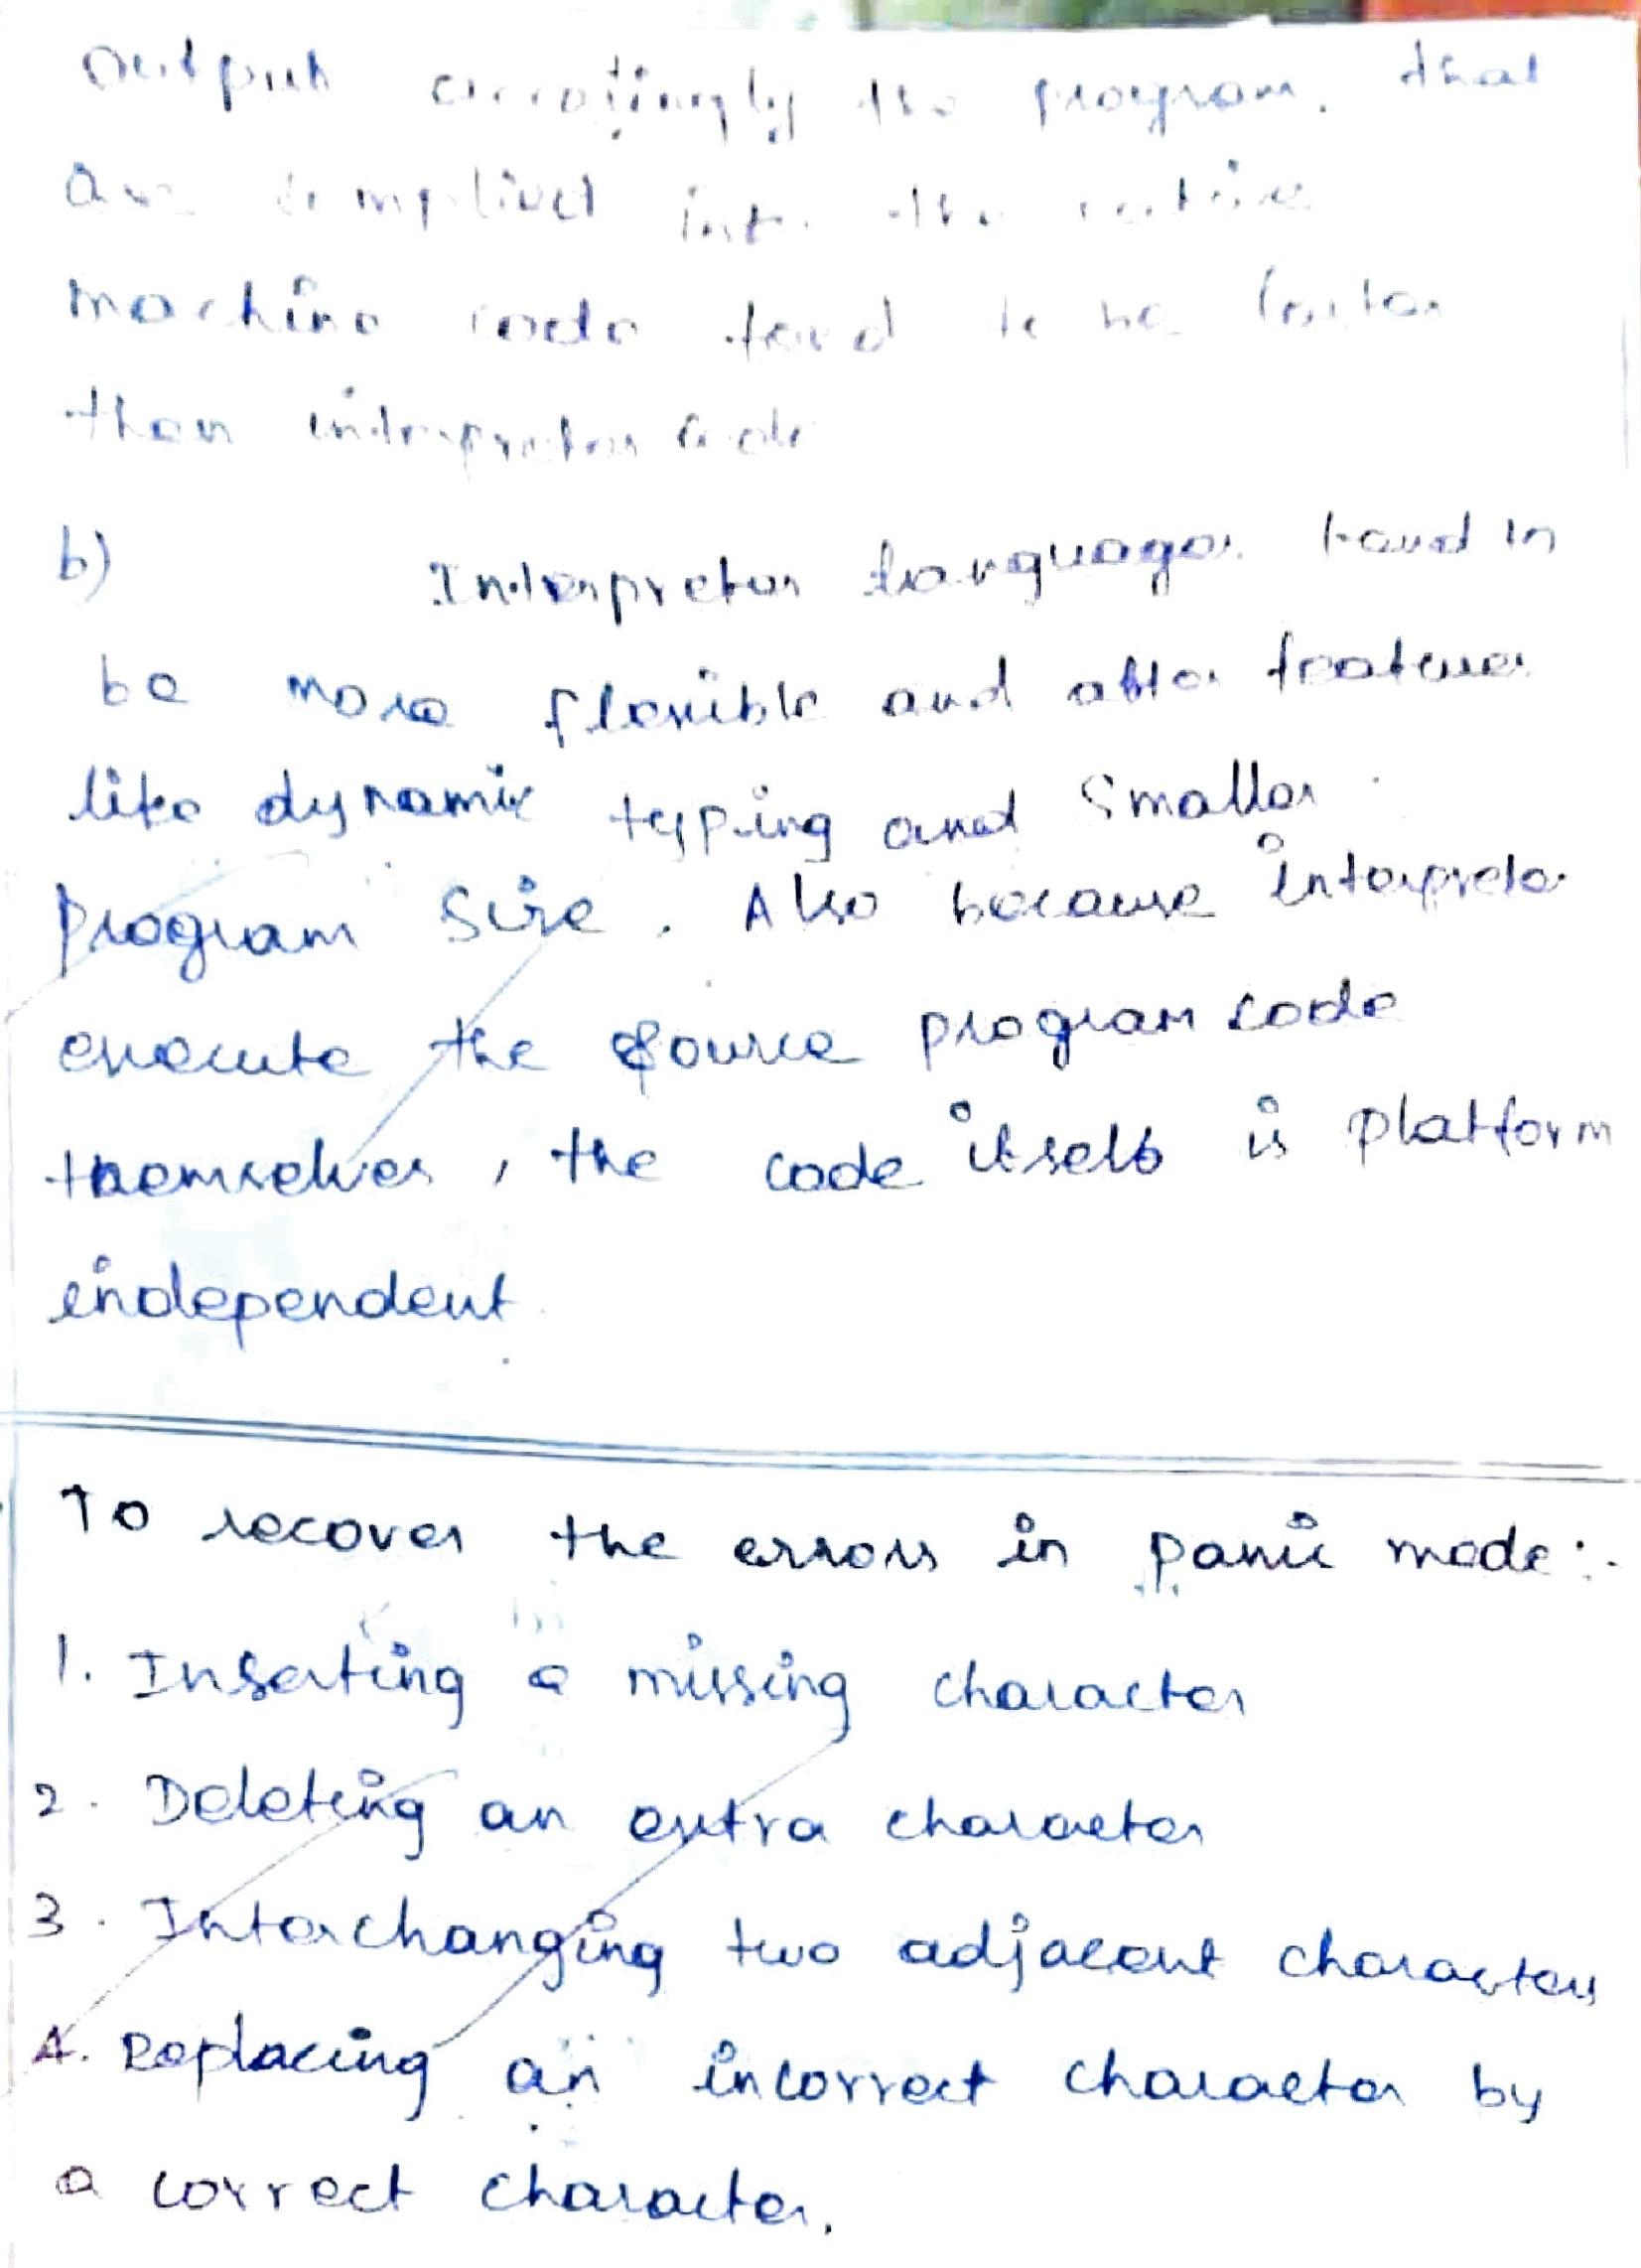 output accordingly the program. that
are into the native
machine code tend to be faster
than interpreter code
b) Interpreter languages tend in
be more flexible and offer features
like dynamic typing and smaller
program size. Also because interpreter
execute the source program code
themselves, the code itself is platform
independent.
To recover the errors in panic mode:-
1. Inserting a missing character
2. Deleting an extra character
3. Interchanging two adjacent characters
4. Replacing an incorrect character by
a correct character.